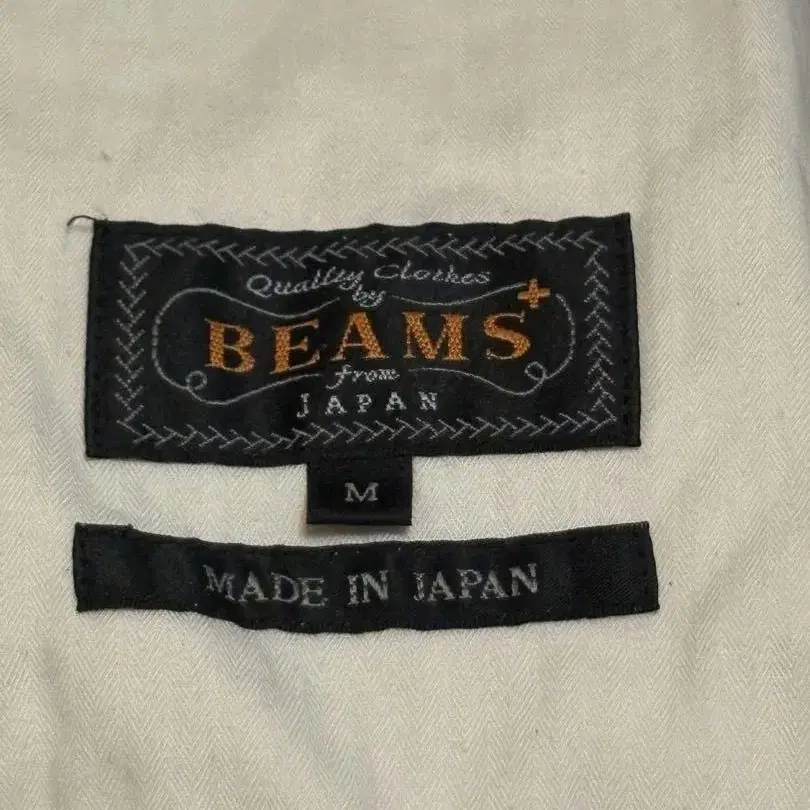 Quality Clothes
by
BEAMS+
from
JAPAN
M
MADE IN JAPAN